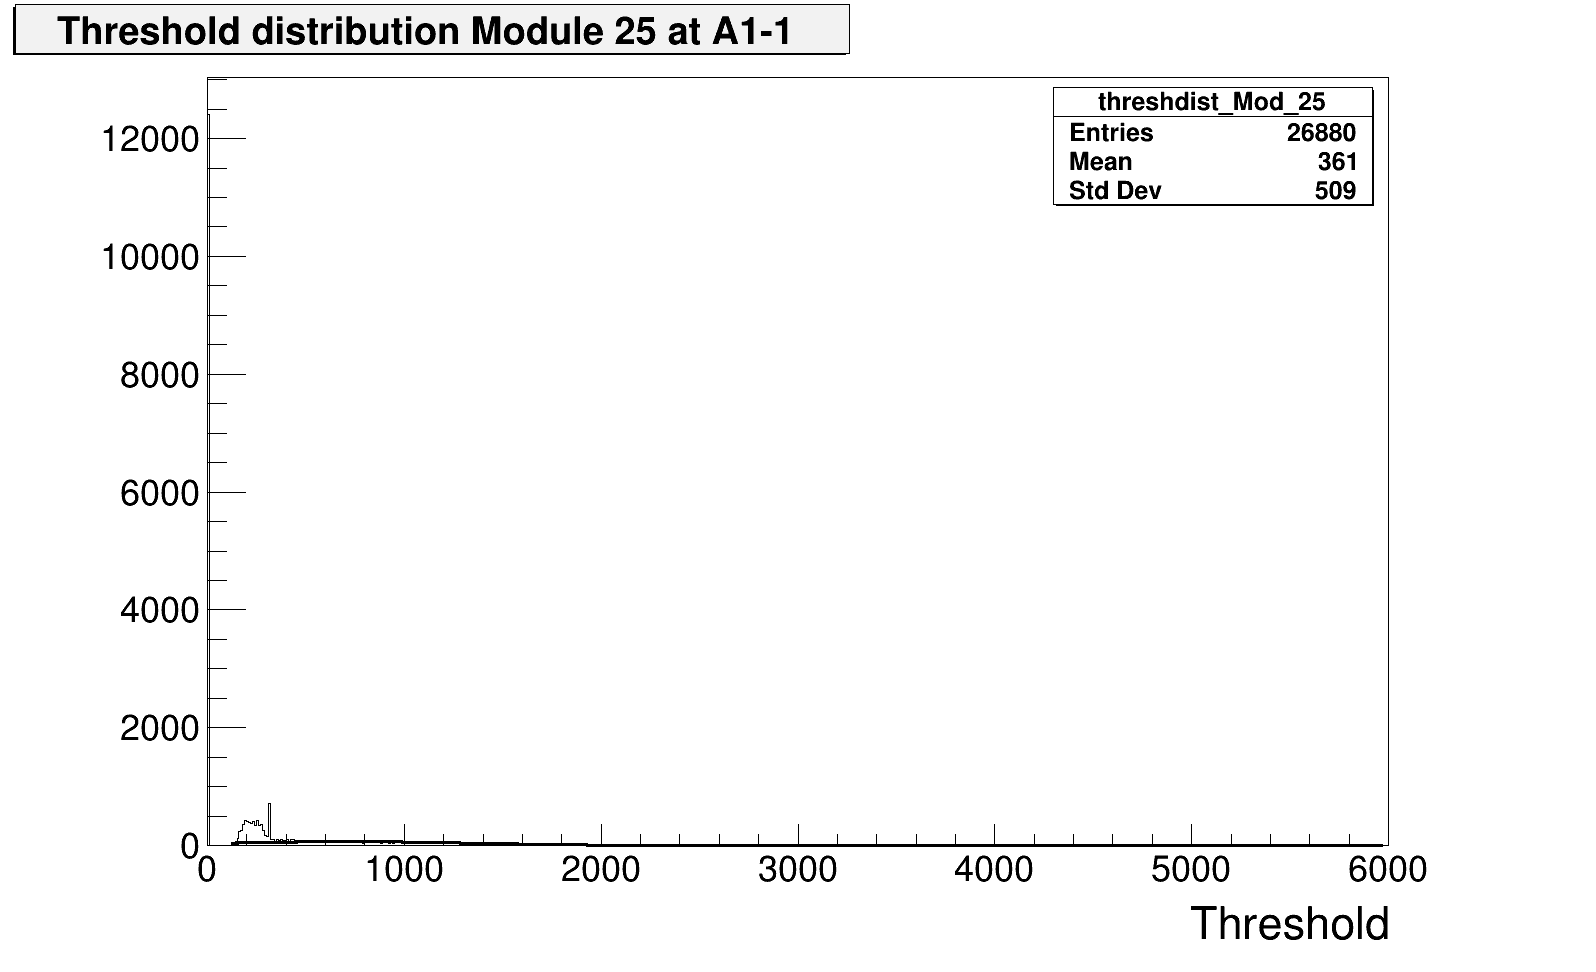 Threshold distribution Module 25 at A1-1
threshdist_Mod_25
Entries 26880
Mean 361
Std Dev 509
12000
10000
8000
6000
4000
2000
0
0 1000 2000 3000 4000 5000 6000
Threshold